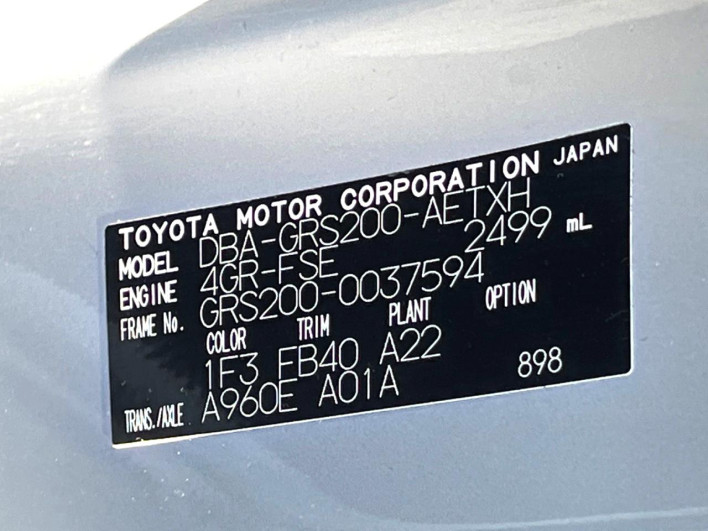 TOYOTA MOTOR CORPORATION JAPAN
MODEL DBA-GRS200-AETXH
ENGINE 4GR-FSE 2499 mL
FRAME No. GRS200-0037594
COLOR TRIM PLANT OPTION
1F3 FB40 A22
TRANS./AXLE A960E A01A 898